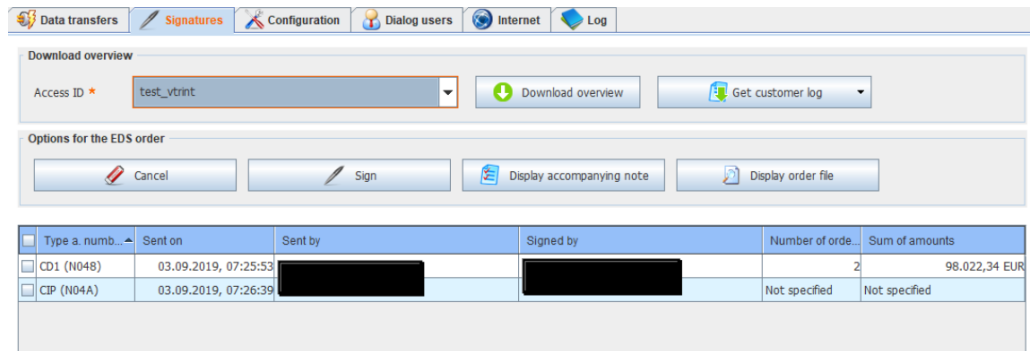 Data transfers Signatures Configuration Dialog users Internet Log
Download overview
Access ID * test_vtrint Download overview Get customer log
Options for the EDS order
Cancel Sign Display accompanying note Display order file
Type a. numb... Sent on Sent by Signed by Number of orde... Sum of amounts
CD1 (N048) 03.09.2019, 07:25:53 2 98.022,34 EUR
CIP (N04A) 03.09.2019, 07:26:39 Not specified Not specified